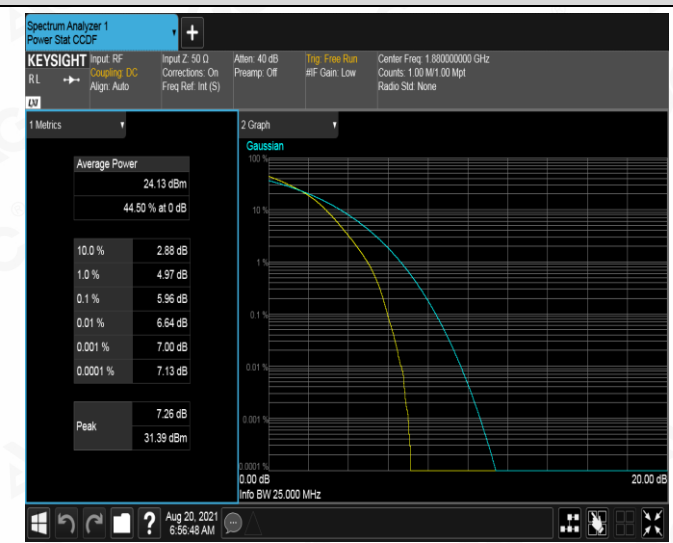 Spectrum Analyzer 1
Power Stat CCDF
+
KEYSIGHT
RL
LXI
Input: RF
Coupling: DC
Align: Auto
Input Z: 50 Ω
Corrections: On
Freq Ref: Int (S)
Atten: 40 dB
Preamp: Off
Trig: Free Run
#IF Gain: Low
Center Freq: 1.880000000 GHz
Counts: 1.00 M/1.00 Mpt
Radio Std: None
1 Metrics
Average Power
24.13 dBm
44.50 % at 0 dB
10.0 % 2.88 dB
1.0 % 4.97 dB
0.1 % 5.96 dB
0.01 % 6.64 dB
0.001 % 7.00 dB
0.0001 % 7.13 dB
Peak
7.26 dB
31.39 dBm
2 Graph
Gaussian
100 %
10 %
1 %
0.1 %
0.01 %
0.001 %
0.0001 %
0.00 dB 20.00 dB
Info BW 25.000 MHz
?
Aug 20, 2021
6:56:48 AM